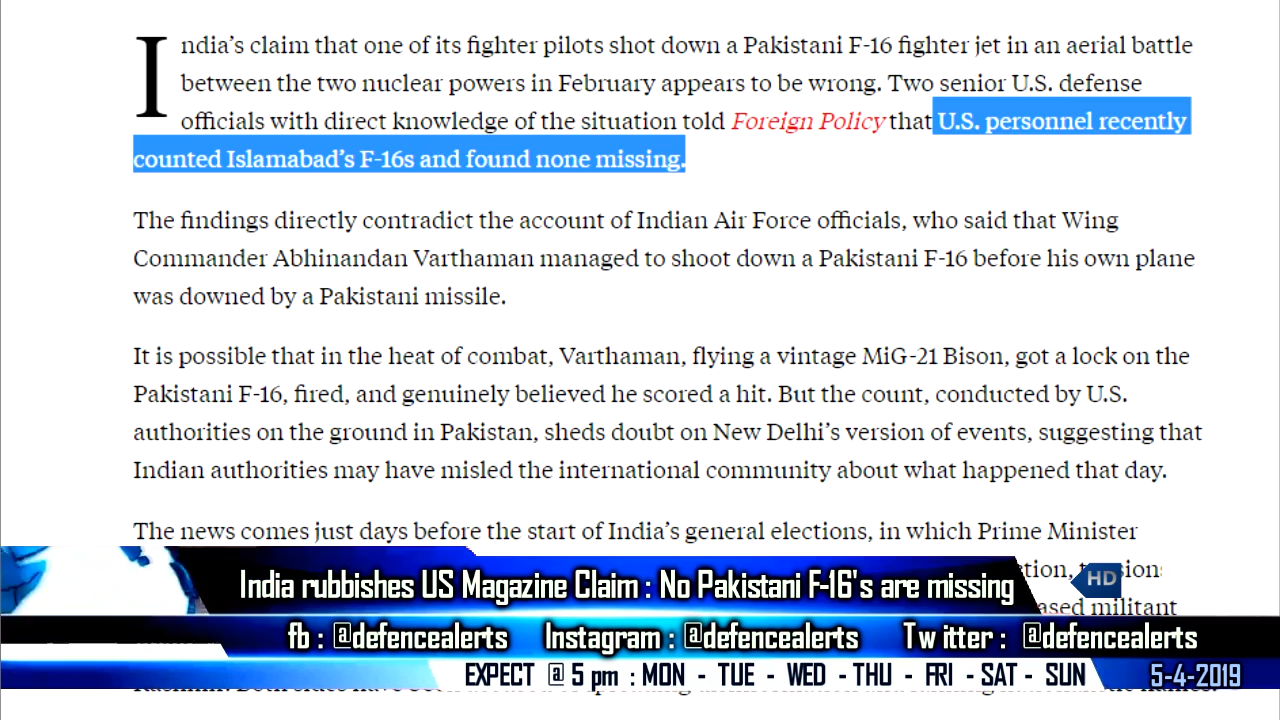 India's claim that one of its fighter pilots shot down a Pakistani F-16 fighter jet in an aerial battle
between the two nuclear powers in February appears to be wrong. Two senior U.S. defense
officials with direct knowledge of the situation told Foreign Policy that U.S. personnel recently
counted Islamabad's F-16s and found none missing.
The findings directly contradict the account of Indian Air Force officials, who said that Wing
Commander Abhinandan Varthaman managed to shoot down a Pakistani F-16 before his own plane
was downed by a Pakistani missile.
It is possible that in the heat of combat, Varthaman, flying a vintage MiG-21 Bison, got a lock on the
Pakistani F-16, fired, and genuinely believed he scored a hit. But the count, conducted by U.S.
authorities on the ground in Pakistan, sheds doubt on New Delhi's version of events, suggesting that
Indian authorities may have misled the international community about what happened that day.
The news comes just days before the start of India's general elections, in which Prime Minister
India rubbishes US Magazine Claim : No Pakistani F-16's are missing
HD
militant
fb : @defencealerts Instagram : @defencealerts Twitter : @defencealerts
EXPECT @ 5 pm : MON - TUE - WED - THU - FRI - SAT - SUN 5-4-2019